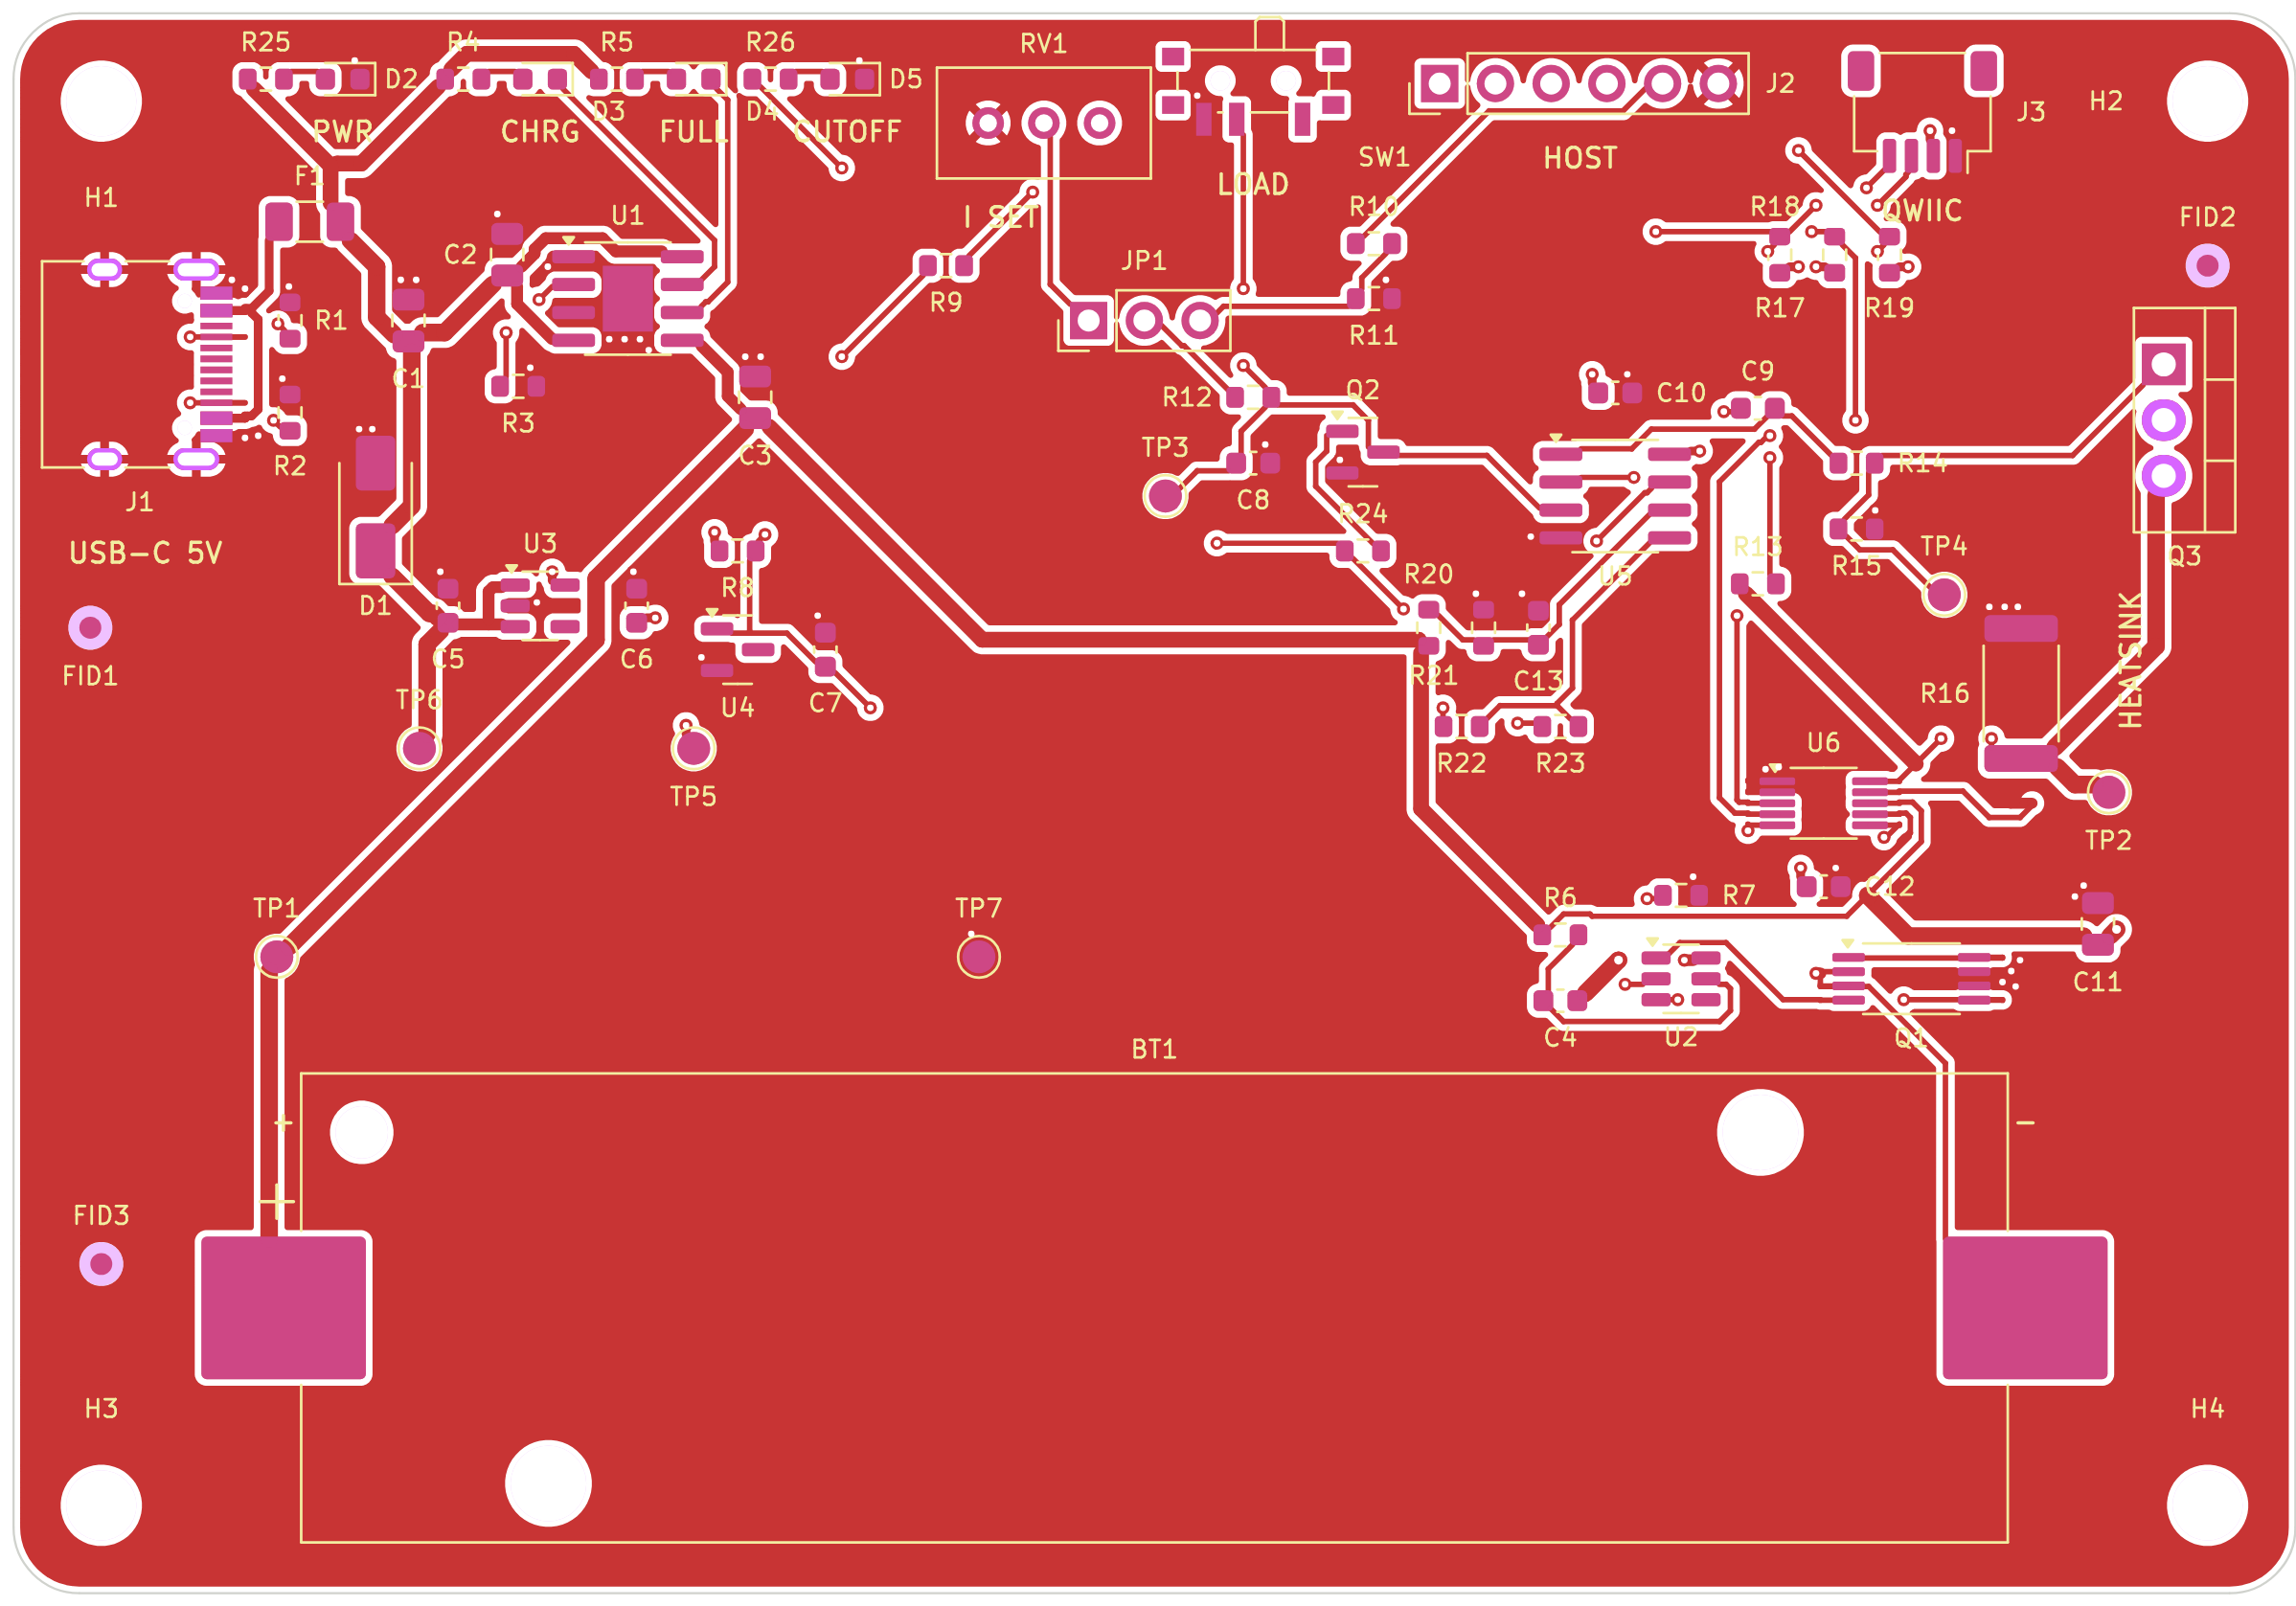 R25
R4
R5
R26
RV1
D2
D3
D4
D5
J2
J3
H2
PWR
CHRG
FULL
CUTOFF
SW1
HOST
F1
H1
LOAD
I SET
R10
R18
QWIIC
FID2
U1
C2
R9
JP1
R11
R17
R19
R1
C1
R3
R12
Q2
C9
C10
R2
C3
TP3
C8
R14
J1
R24
USB-C 5V
U3
R8
R20
U5
R13
R15
TP4
Q3
D1
FID1
C5
C6
U4
C7
R21
C13
R16
HEATSINK
TP6
TP5
R22
R23
U6
TP2
TP1
TP7
R6
R7
C12
C11
C4
U2
Q1
BT1
+
-
+
FID3
H3
H4